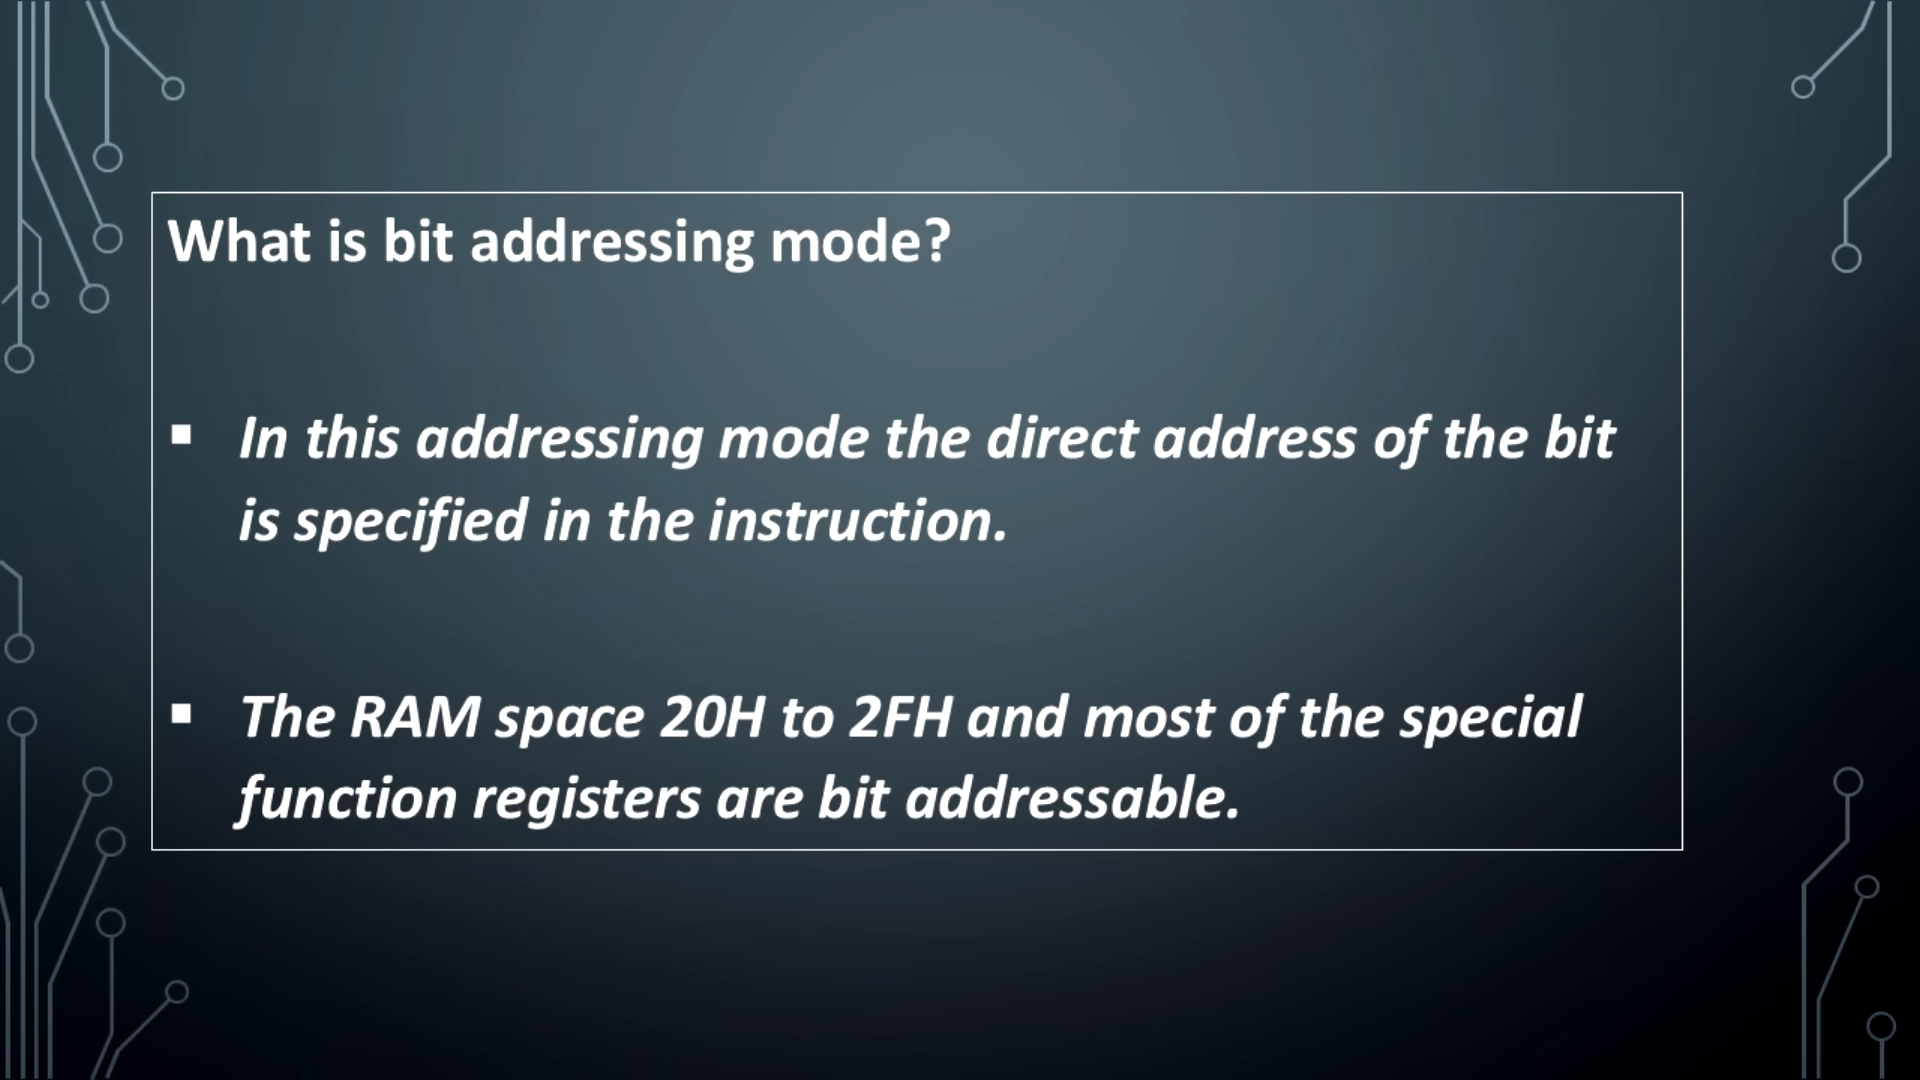 What is bit addressing mode?
▪ In this addressing mode the direct address of the bit
is specified in the instruction.
▪ The RAM space 20H to 2FH and most of the special
function registers are bit addressable.